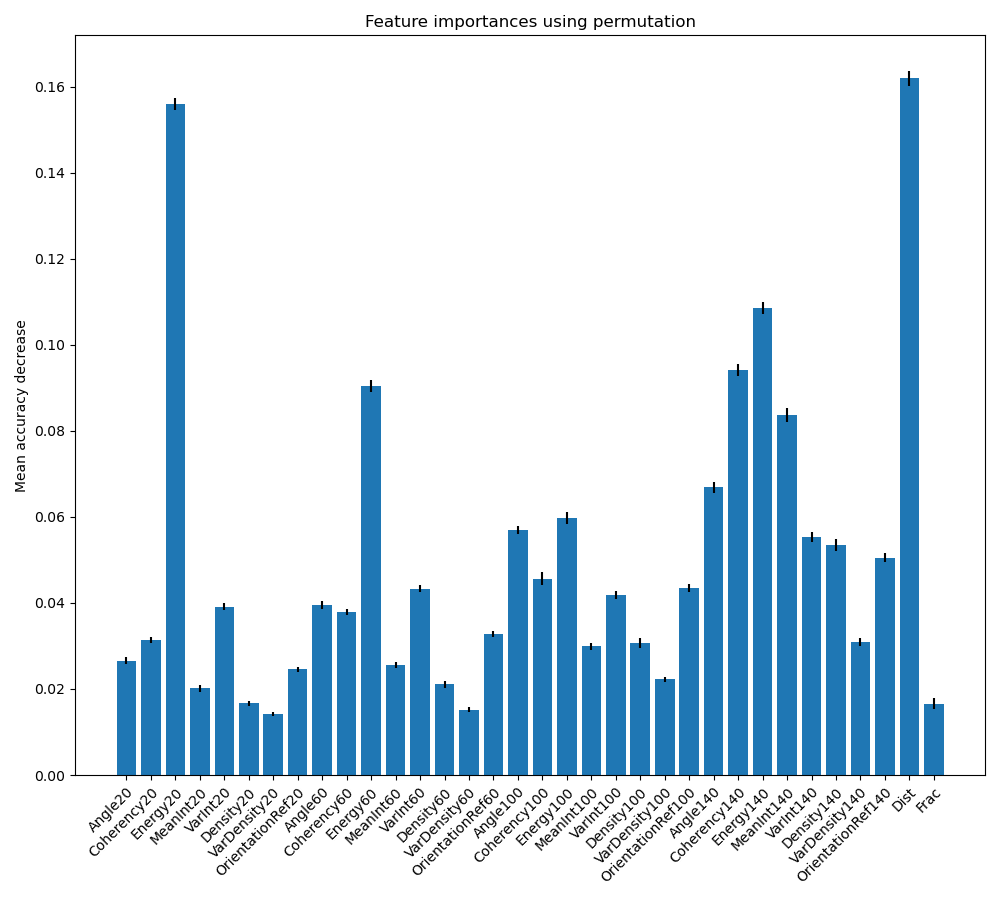 Feature importances using permutation
Mean accuracy decrease
0.16
0.14
0.12
0.10
0.08
0.06
0.04
0.02
0.00
Angle20
Coherency20
Energy20
MeanInt20
VarInt20
Density20
VarDensity20
OrientationRef20
Angle60
Coherency60
Energy60
MeanInt60
VarInt60
Density60
VarDensity60
OrientationRef60
Angle100
Coherency100
Energy100
MeanInt100
VarInt100
Density100
VarDensity100
OrientationRef100
Angle140
Coherency140
Energy140
MeanInt140
VarInt140
Density140
VarDensity140
OrientationRef140
Dist
Frac